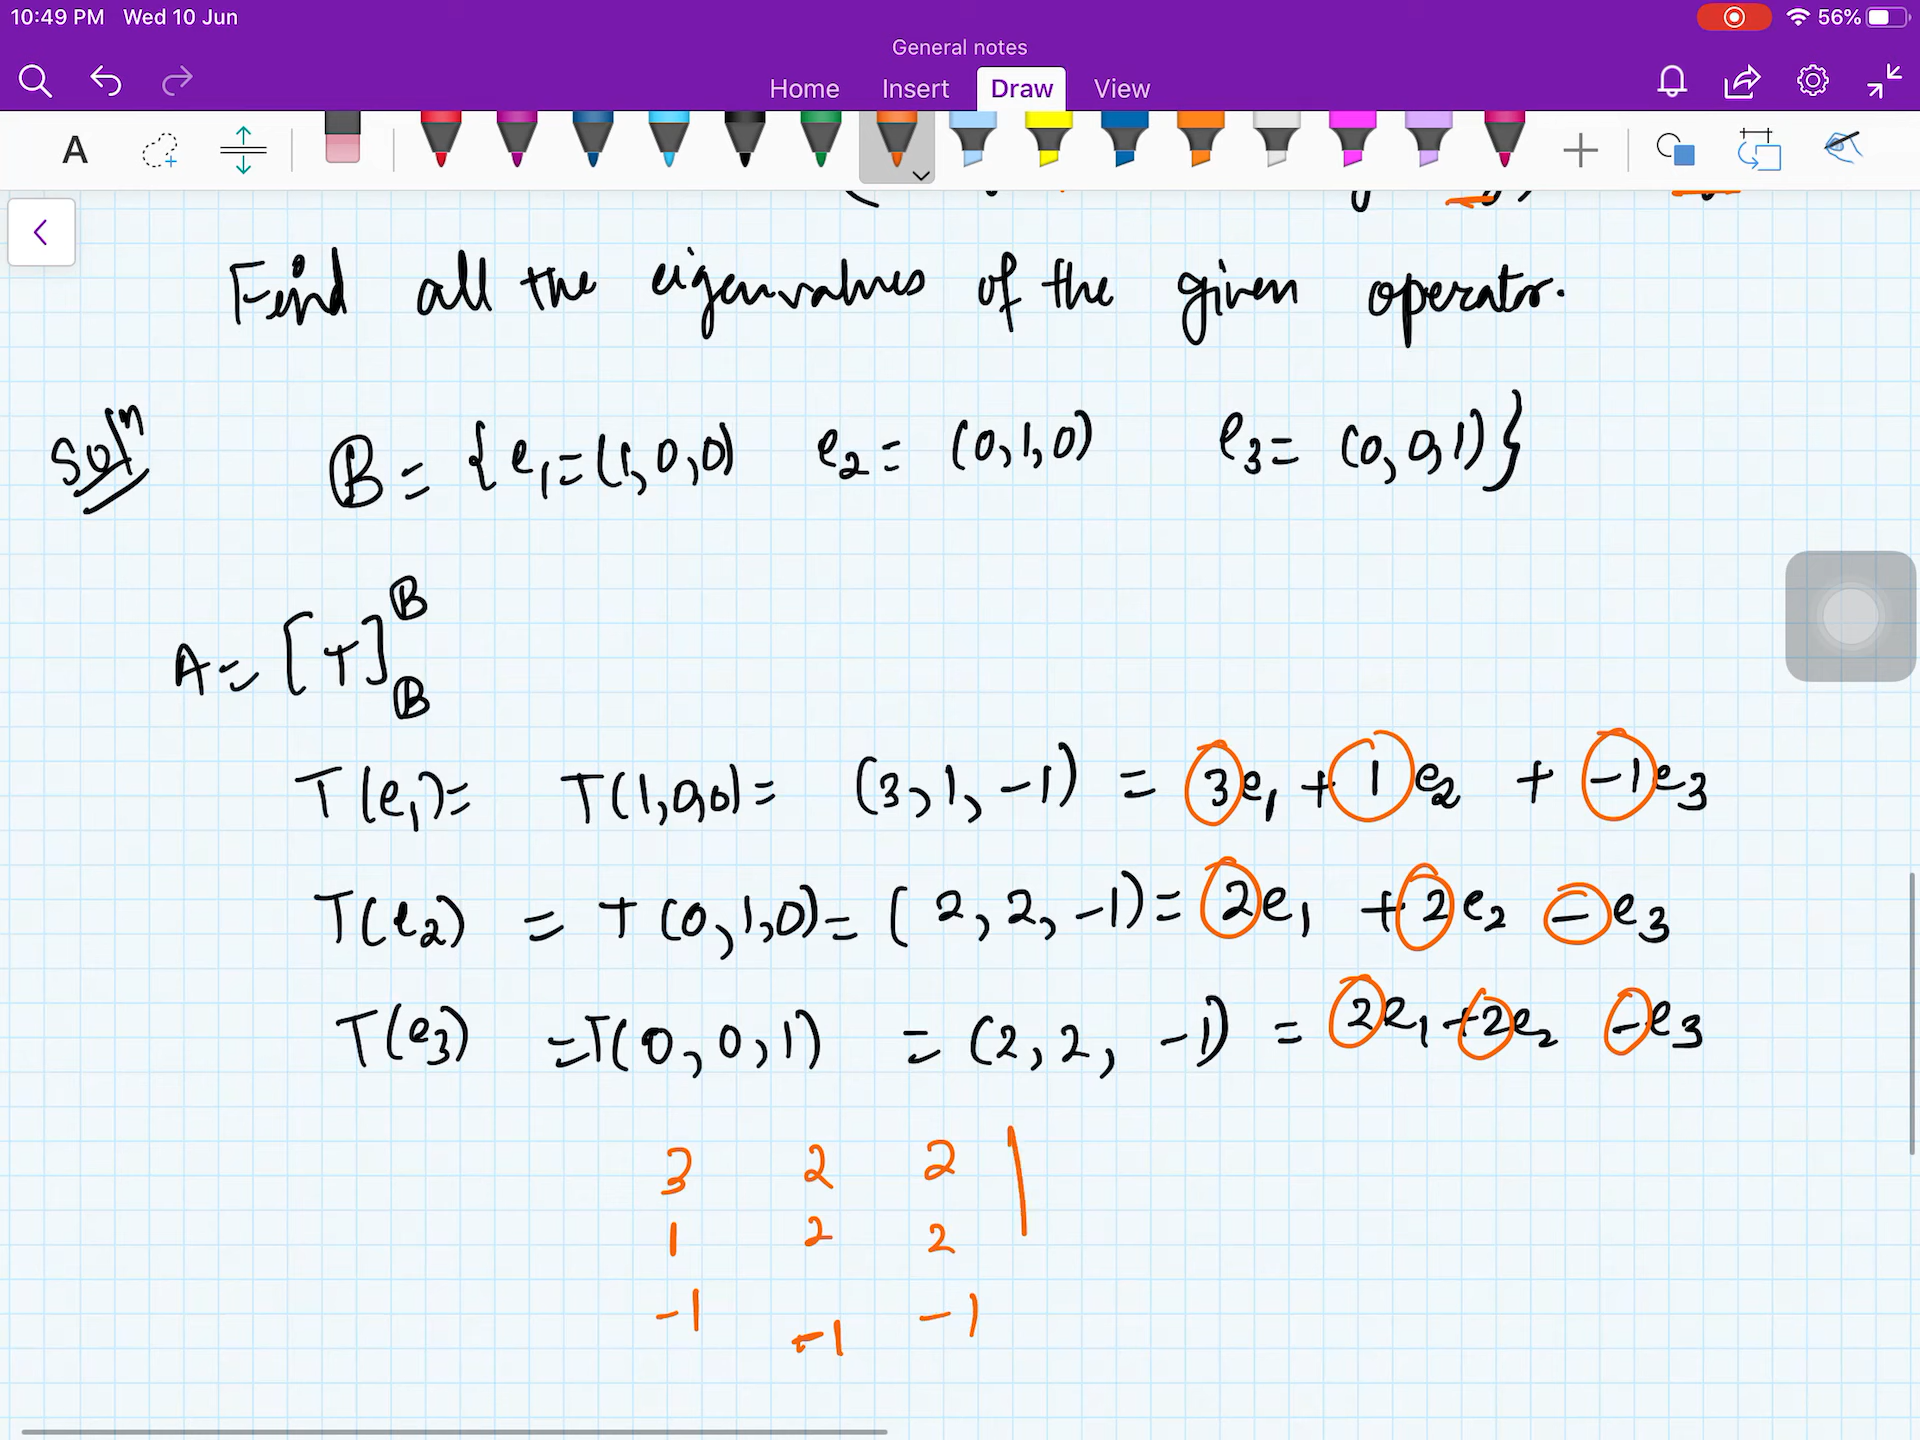 10:49 PM Wed 10 Jun 56%
General notes
Home Insert Draw View
A
Find all the eigenvalues of the given operator.
Solⁿ B = {e₁=(1,0,0) e₂= (0,1,0) e₃= (0,0,1)}
A= [T]ᴮ_B
T(e₁)= T(1,0,0)= (3,1,-1) = 3e₁ + 1e₂ + -1e₃
T(e₂) = T(0,1,0)= (2,2,-1)= 2e₁ +2e₂ -e₃
T(e₃) =T(0,0,1) = (2,2,-1) = 2e₁+2e₂ -e₃
3 2 2
1 2 2
-1 -1 -1